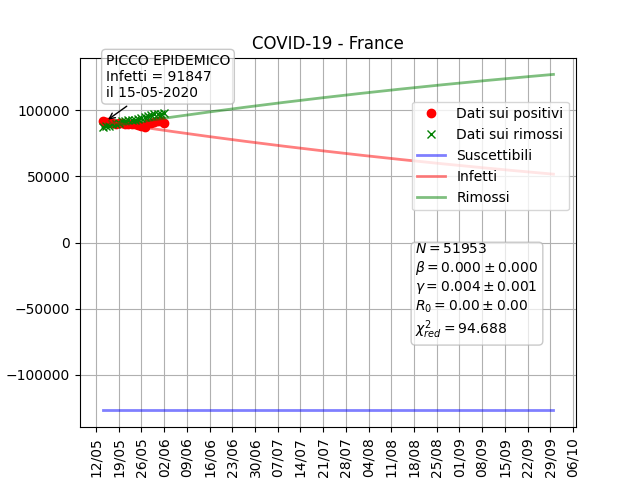 COVID-19 - France
PICCO EPIDEMICO
Infetti = 91847
il 15-05-2020
Dati sui positivi
Dati sui rimossi
Suscettibili
Infetti
Rimossi
N = 51953
β = 0.000 ± 0.000
γ = 0.004 ± 0.001
R₀ = 0.00 ± 0.00
χ²red = 94.688
100000
50000
0
−50000
−100000
12/05 19/05 26/05 02/06 09/06 16/06 23/06 30/06 07/07 14/07 21/07 28/07 04/08 11/08 18/08 25/08 01/09 08/09 15/09 22/09 29/09 06/10